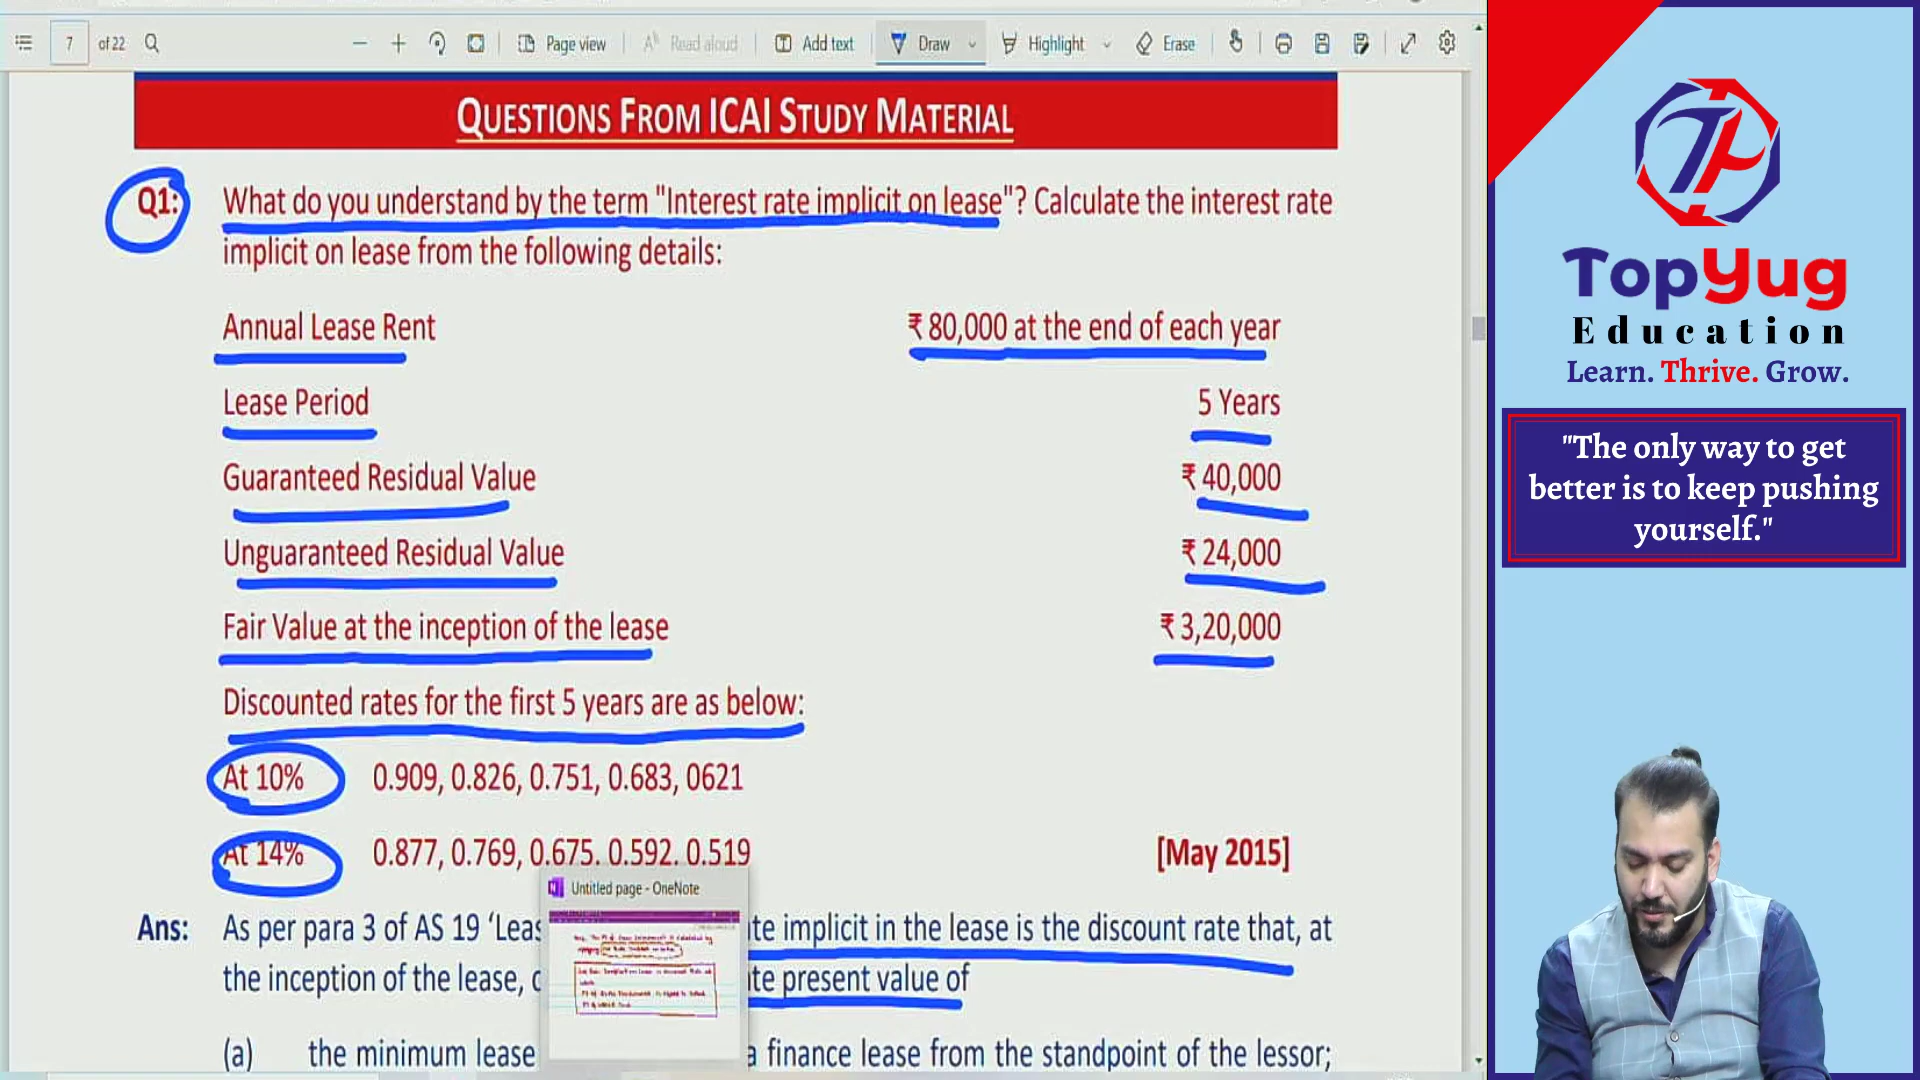 7
of 22
Page view
Read aloud
Add text
Draw
Highlight
Erase
QUESTIONS FROM ICAI STUDY MATERIAL
Q1: What do you understand by the term "Interest rate implicit on lease"? Calculate the interest rate
implicit on lease from the following details:
Annual Lease Rent ₹ 80,000 at the end of each year
Lease Period 5 Years
Guaranteed Residual Value ₹ 40,000
Unguaranteed Residual Value ₹ 24,000
Fair Value at the inception of the lease ₹ 3,20,000
Discounted rates for the first 5 years are as below:
At 10% 0.909, 0.826, 0.751, 0.683, 0621
At 14% 0.877, 0.769, 0.675. 0.592. 0.519 [May 2015]
Untitled page - OneNote
Ans: As per para 3 of AS 19 ‘Leas te implicit in the lease is the discount rate that, at
the inception of the lease, c te present value of
(a) the minimum lease a finance lease from the standpoint of the lessor;
TopYug
Education
Learn. Thrive. Grow.
"The only way to get
better is to keep pushing
yourself."